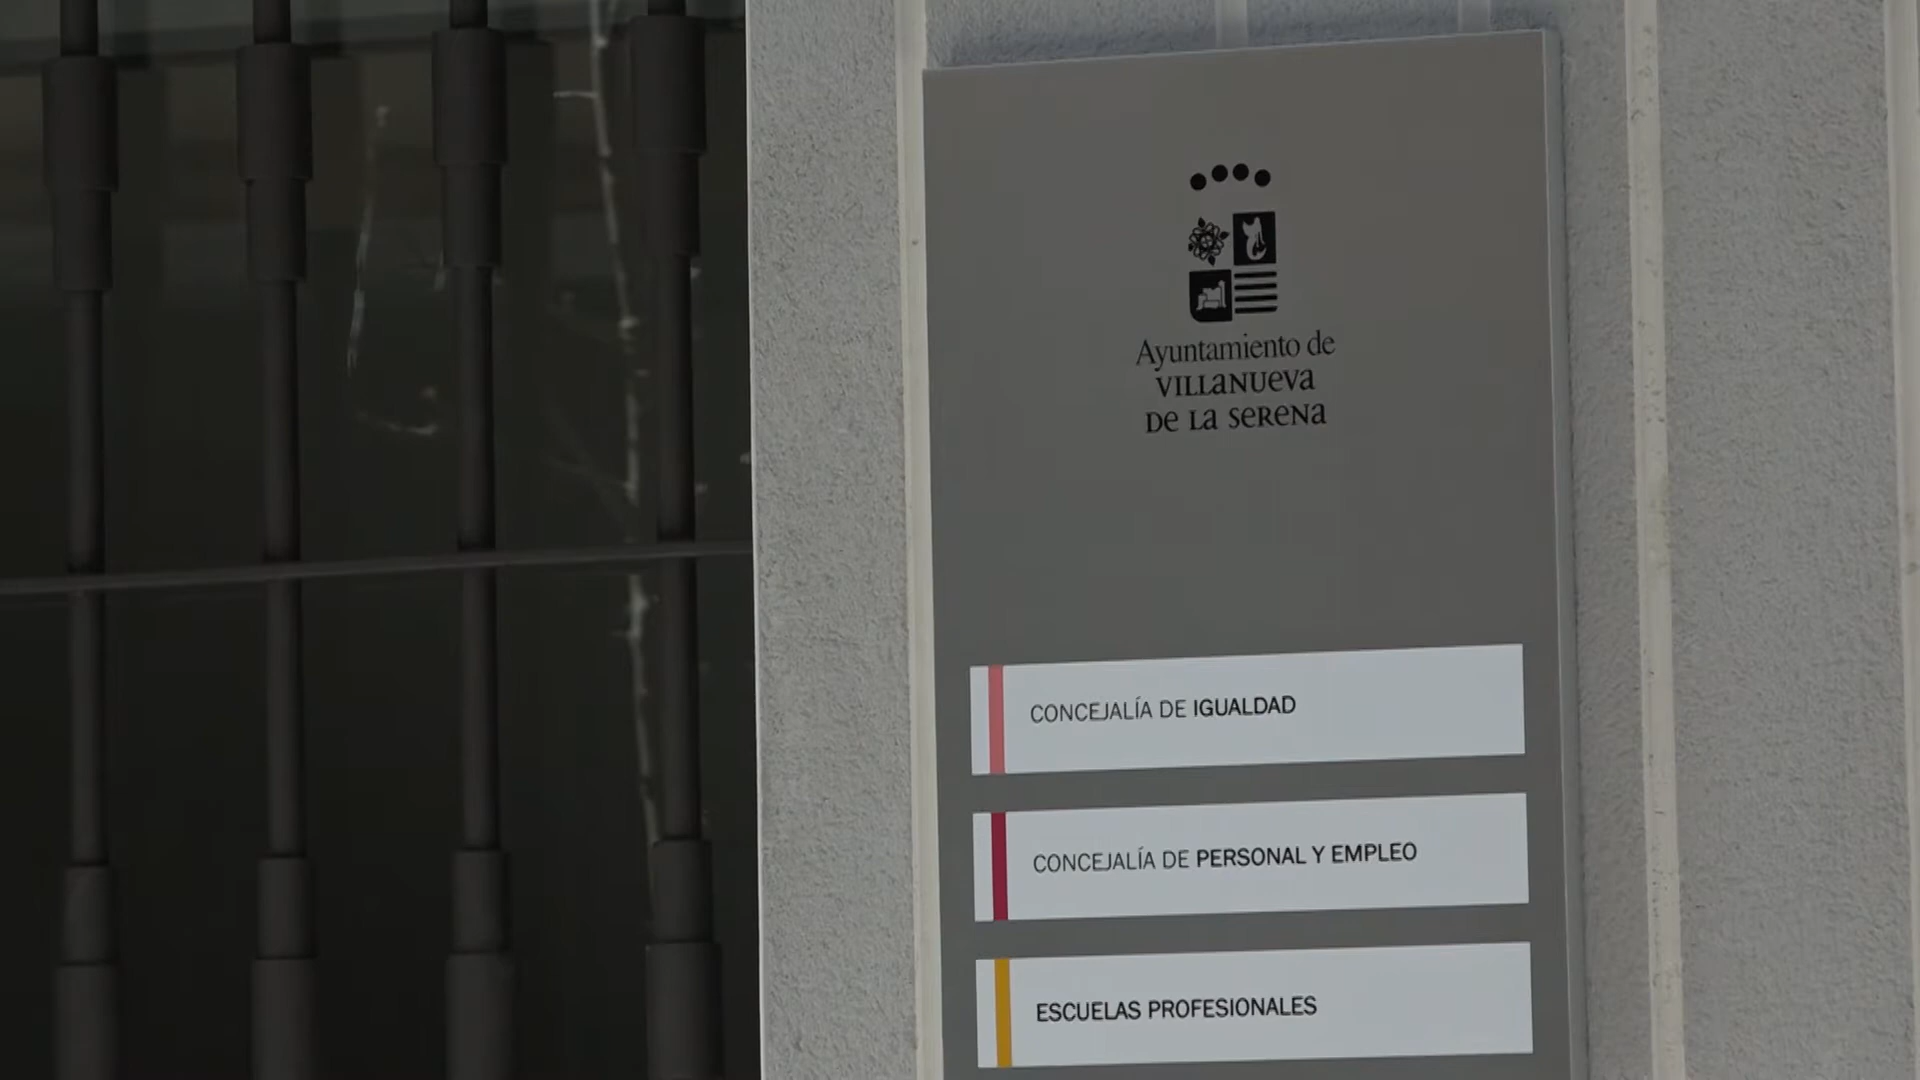 Ayuntamiento de
VILLANUEVA
DE LA SERENA
CONCEJALÍA DE IGUALDAD
CONCEJALÍA DE PERSONAL Y EMPLEO
ESCUELAS PROFESIONALES